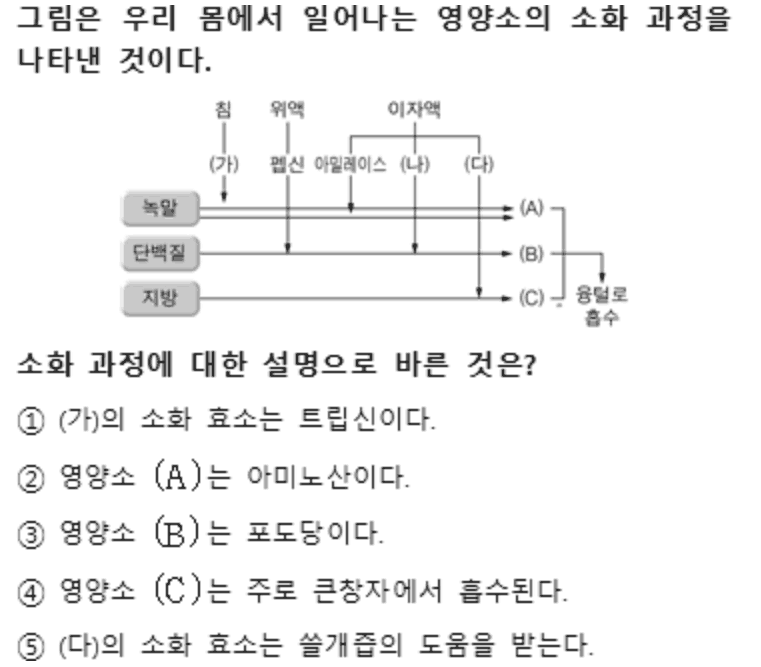 그림은 우리 몸에서 일어나는 영양소의 소화 과정을
나타낸 것이다.
침 위액 이자액
(가) 펩신 아밀레이스 (나) (다)
녹말 (A)
단백질 (B)
지방 (C) 융털로
흡수
소화 과정에 대한 설명으로 바른 것은?
① (가)의 소화 효소는 트립신이다.
② 영양소 (A)는 아미노산이다.
③ 영양소 (B)는 포도당이다.
④ 영양소 (C)는 주로 큰창자에서 흡수된다.
⑤ (다)의 소화 효소는 쓸개즙의 도움을 받는다.